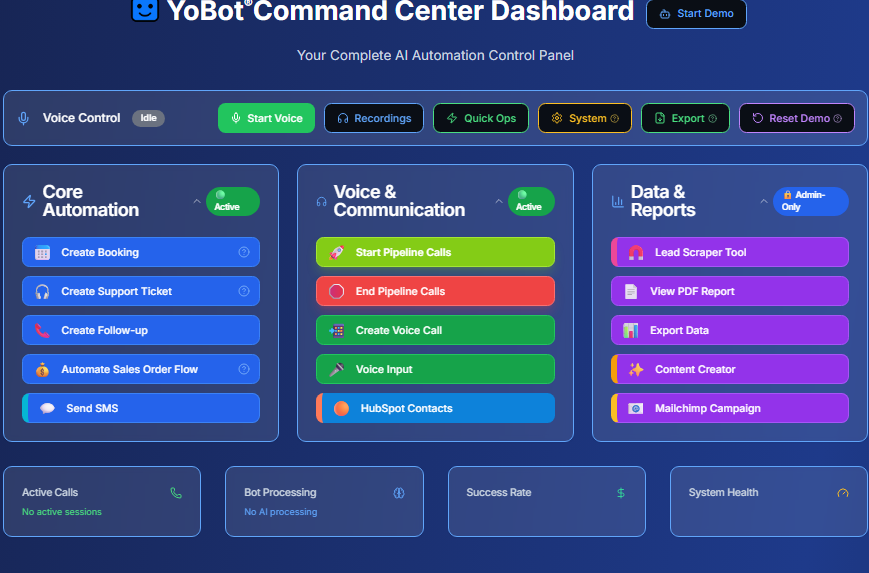 YoBot® Command Center Dashboard
Start Demo
Your Complete AI Automation Control Panel
Voice Control
Idle
Start Voice
Recordings
Quick Ops
System
Export
Reset Demo
Core
Automation
Active
Create Booking
Create Support Ticket
Create Follow-up
Automate Sales Order Flow
Send SMS
Voice &
Communication
Active
Start Pipeline Calls
End Pipeline Calls
Create Voice Call
Voice Input
HubSpot Contacts
Data &
Reports
Admin-
Only
Lead Scraper Tool
View PDF Report
Export Data
Content Creator
Mailchimp Campaign
Active Calls
No active sessions
Bot Processing
No AI processing
Success Rate
System Health